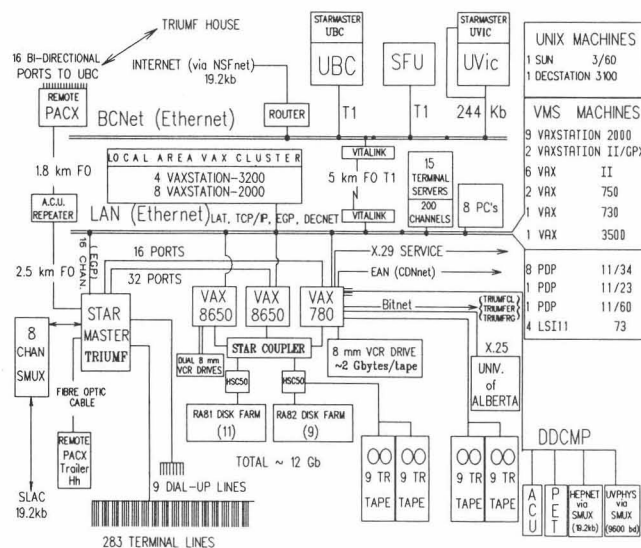 TRIUMF HOUSE
16 BI-DIRECTIONAL
PORTS TO UBC
REMOTE
PACX
INTERNET (via NSFnet)
19.2kb
ROUTER
STARMASTER
UBC
UBC
SFU
STARMASTER
UVIC
UVic
T1
T1
244 Kb
BCNet (Ethernet)
1.8 km FO
A.C.U.
REPEATER
2.5 km FO
LOCAL AREA VAX CLUSTER
4 VAXSTATION-3200
8 VAXSTATION-2000
VITALINK
5 km FO T1
VITALINK
15
TERMINAL
SERVERS
200
CHANNELS
8 PC's
LAN (Ethernet) LAT, TCP/IP, EGP, DECNET
16 CHAN
(EGP)
16 PORTS
32 PORTS
X.29 SERVICE
EAN (CDNnet)
Bitnet
TRIUMFCL
TRIUMFER
TRIUMFRG
8
CHAN
SMUX
STAR
MASTER
TRIUMF
VAX
8650
VAX
8650
VAX
780
DUAL 8 mm
VCR DRIVES
STAR COUPLER
8 mm VCR DRIVE
~2 Gbytes/tape
HSC50
HSC50
RA81 DISK FARM
(11)
RA82 DISK FARM
(9)
TOTAL ~ 12 Gb
FIBRE OPTIC
CABLE
REMOTE
PACX
Trailer
Hh
SLAC
19.2kb
9 DIAL-UP LINES
283 TERMINAL LINES
9 TR
TAPE
9 TR
TAPE
9 TR
TAPE
9 TR
TAPE
X.25
UNIV.
of
ALBERTA
DDCMP
ACU
PET
HEPNET
via
SMUX
(19.2kb)
UVPHYS
via
SMUX
(9600 bd)
UNIX MACHINES
1 SUN 3/60
1 DECSTATION 3100
VMS MACHINES
9 VAXSTATION 2000
2 VAXSTATION II/GPX
6 VAX II
2 VAX 750
1 VAX 730
1 VAX 3500
8 PDP 11/34
1 PDP 11/23
1 PDP 11/60
4 LSI11 73